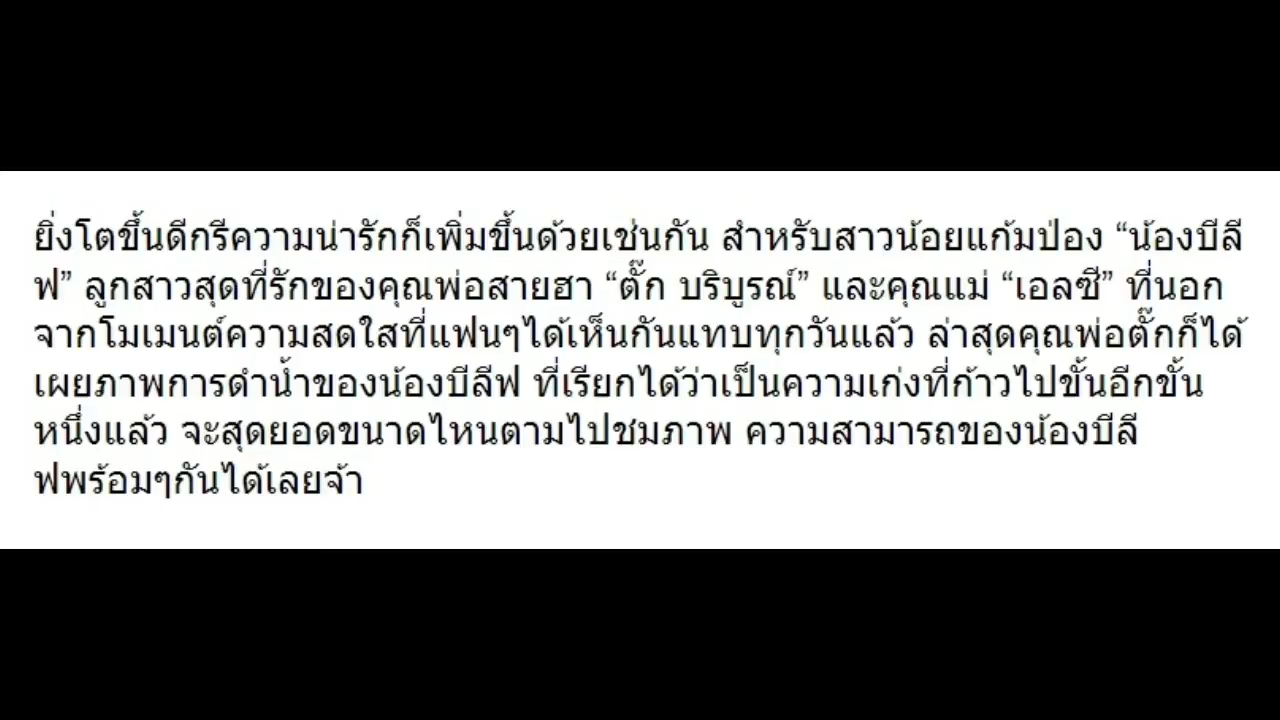 ยิ่งโตขึ้นดีกรีความน่ารักก็เพิ่มขึ้นด้วยเช่นกัน สำหรับสาวน้อยแก้มป่อง “น้องบีลี
ฟ” ลูกสาวสุดที่รักของคุณพ่อสายฮา “ตั๊ก บริบูรณ์” และคุณแม่ “เอลซี” ที่นอก
จากโมเมนต์ความสดใสที่แฟนๆได้เห็นกันแทบทุกวันแล้ว ล่าสุดคุณพ่อตั๊กก็ได้
เผยภาพการดำน้ำของน้องบีลีฟ ที่เรียกได้ว่าเป็นความเก่งที่ก้าวไปขั้นอีกขั้น
หนึ่งแล้ว จะสุดยอดขนาดไหนตามไปชมภาพ ความสามารถของน้องบีลี
ฟพร้อมๆกันได้เลยจ้า